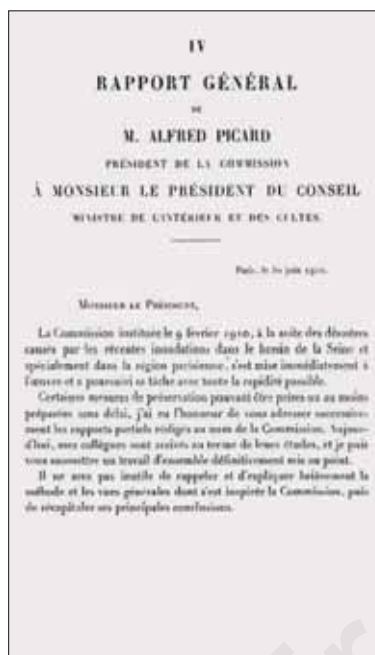 IV
RAPPORT GÉNÉRAL
DE
M. ALFRED PICARD
PRÉSIDENT DE LA COMMISSION
À MONSIEUR LE PRÉSIDENT DU CONSEIL
MINISTRE DE L'INTÉRIEUR ET DES CULTES.
Paris, le 30 juin 1910.
MONSIEUR LE PRÉSIDENT,
La Commission instituée le 9 février 1910, à la suite des désastres
causés par les récentes inondations dans le bassin de la Seine et
spécialement dans la région parisienne, s'est mise immédiatement à
l'œuvre et a poursuivi sa tâche avec toute la rapidité possible.
Certaines mesures de préservation pouvant être prises ou au moins
préparées sans délai, j'ai eu l'honneur de vous adresser successive-
ment les rapports partiels rédigés au nom de la Commission. Aujour-
d'hui, mes collègues sont arrivés au terme de leurs études, et je puis
vous soumettre un travail d'ensemble définitivement mis au point.
Il ne sera pas inutile de rappeler et d'expliquer brièvement la
méthode et les vues générales dont s'est inspirée la Commission, puis
de récapituler ses principales conclusions.